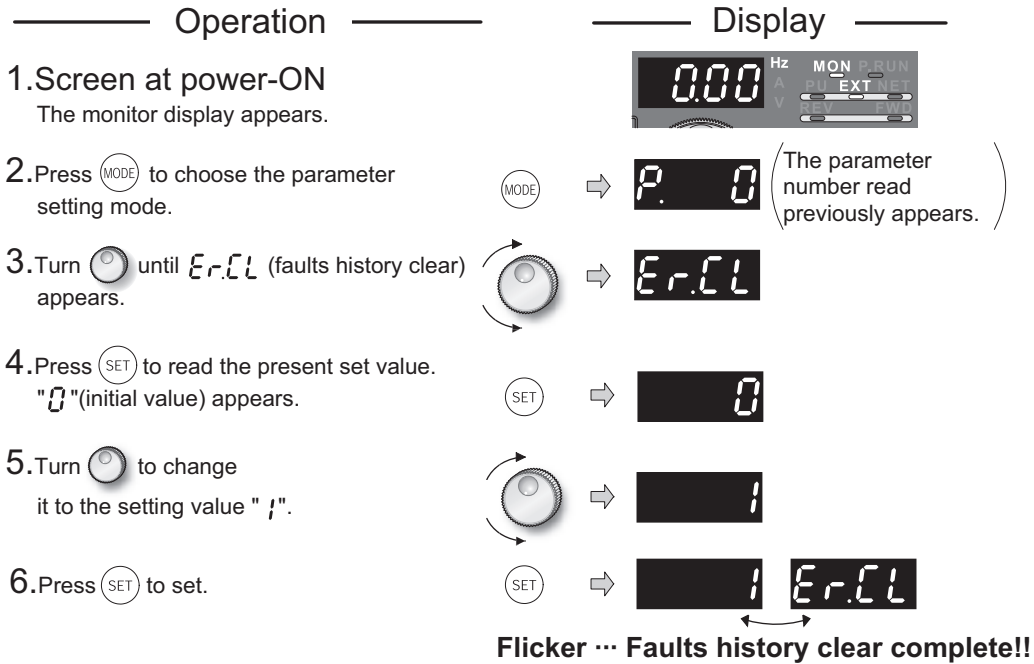 Operation
Display
1.Screen at power-ON
The monitor display appears.
0.00
Hz
A
V
MON P.RUN
PU EXT NET
REV FWD
2.Press MODE to choose the parameter
setting mode.
MODE
P. 0
The parameter
number read
previously appears.
3.Turn until Er.CL (faults history clear)
appears.
Er.CL
4.Press SET to read the present set value.
"0"(initial value) appears.
SET
0
5.Turn to change
it to the setting value "1".
1
6.Press SET to set.
SET
1 Er.CL
Flicker ··· Faults history clear complete!!